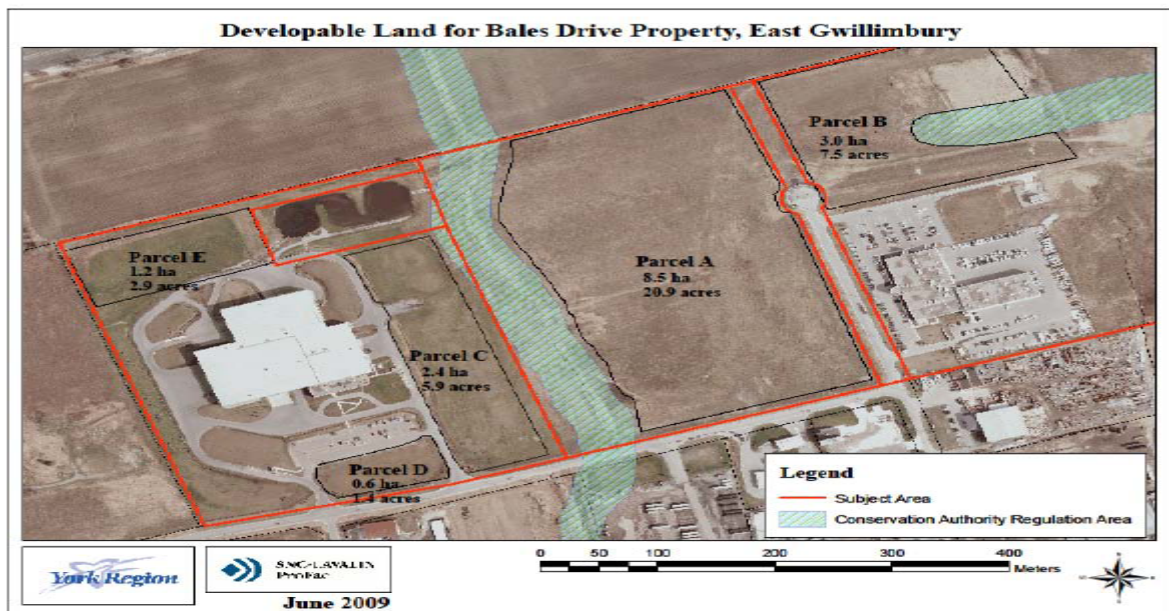 Developable Land for Bales Drive Property, East Gwillimbury
Parcel B
3.0 ha
7.5 acres
Parcel E
1.2 ha
2.9 acres
Parcel A
8.5 ha
20.9 acres
Parcel C
2.4 ha
5.9 acres
Parcel D
0.6 ha
1.4 acres
Legend
Subject Area
Conservation Authority Regulation Area
York Region
SNC-LAVALIN
ProFac
June 2009
0 50 100 200 300 400
Meters